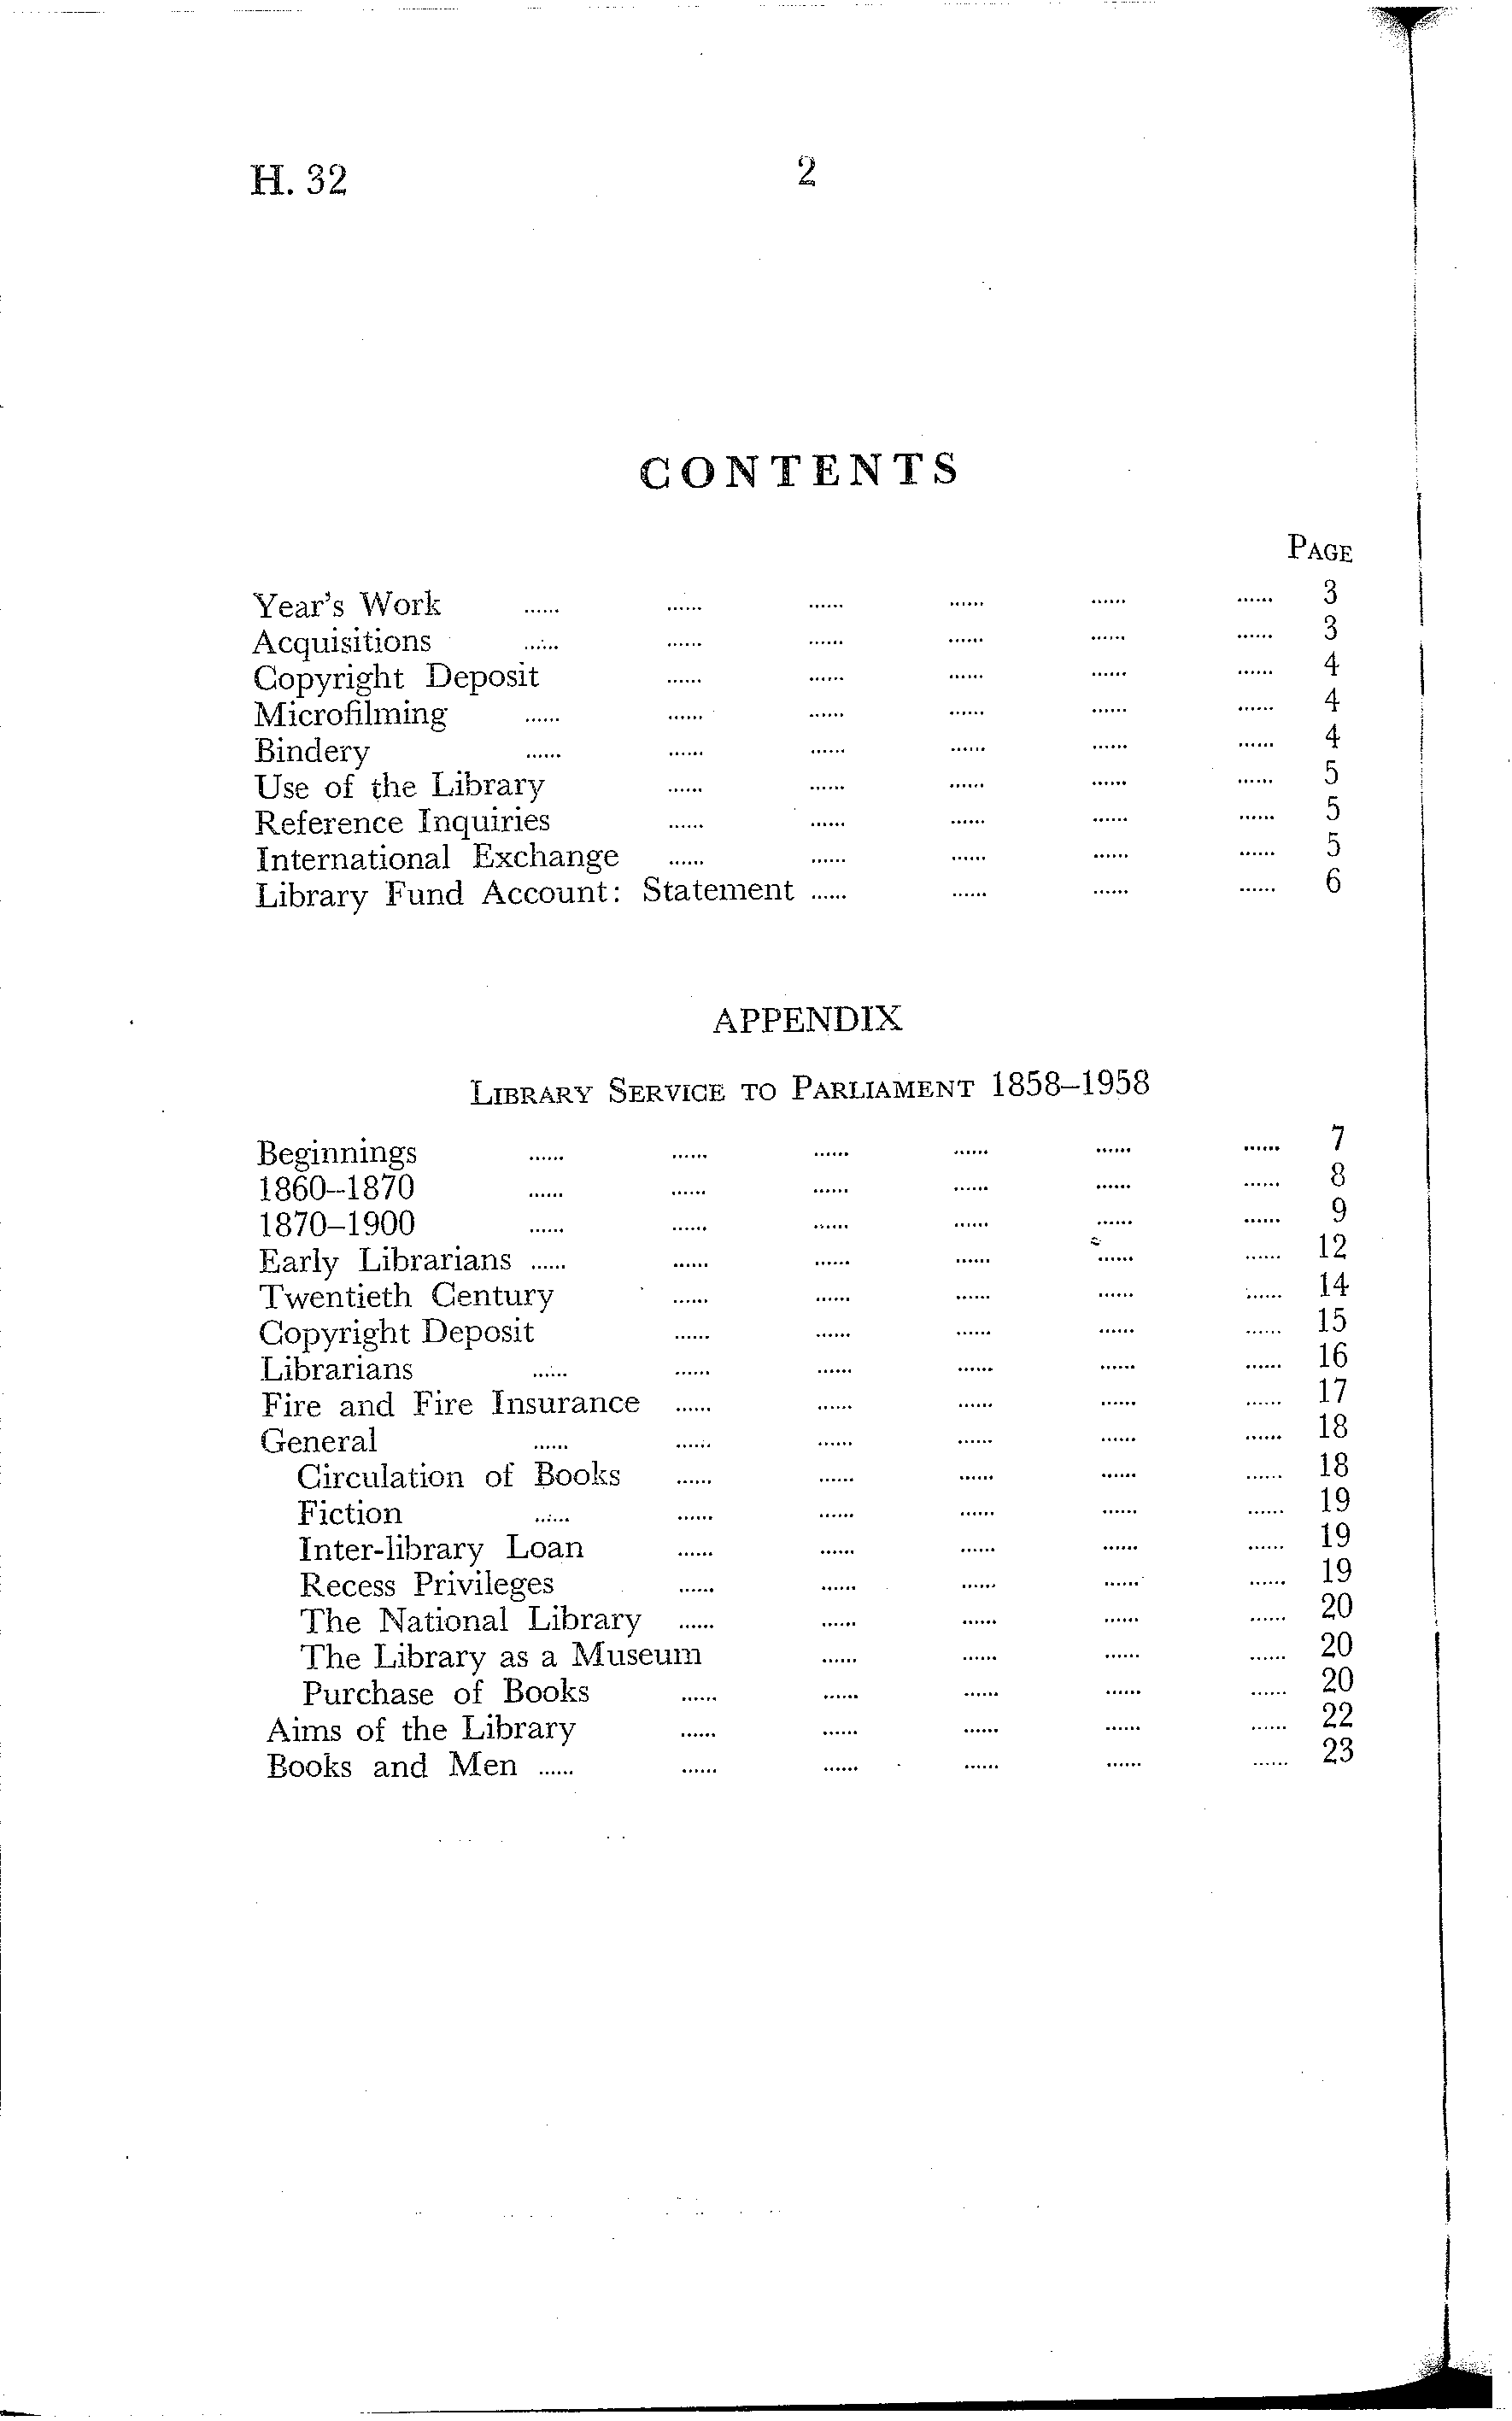 H. 32 2
CONTENTS
PAGE
Year's Work ...... ...... ...... ...... ...... ...... 3
Acquisitions ...... ...... ...... ...... ...... ...... 3
Copyright Deposit ...... ...... ...... ...... ...... 4
Microfilming ...... ...... ...... ...... ...... ...... 4
Bindery ...... ...... ...... ...... ...... ...... 4
Use of the Library ...... ...... ...... ...... ...... 5
Reference Inquiries ...... ...... ...... ...... ...... 5
International Exchange ...... ...... ...... ...... ...... 5
Library Fund Account: Statement ...... ...... ...... ...... 6
APPENDIX
LIBRARY SERVICE TO PARLIAMENT 1858–1958
Beginnings ...... ...... ...... ...... ...... ...... 7
1860–1870 ...... ...... ...... ...... ...... ...... 8
1870–1900 ...... ...... ...... ...... ...... ...... 9
Early Librarians ...... ...... ...... ...... ...... ...... 12
Twentieth Century ...... ...... ...... ...... ...... 14
Copyright Deposit ...... ...... ...... ...... ...... 15
Librarians ...... ...... ...... ...... ...... ...... 16
Fire and Fire Insurance ...... ...... ...... ...... ...... 17
General ...... ...... ...... ...... ...... ...... 18
Circulation of Books ...... ...... ...... ...... ...... 18
Fiction ...... ...... ...... ...... ...... ...... 19
Inter-library Loan ...... ...... ...... ...... ...... 19
Recess Privileges ...... ...... ...... ...... ...... 19
The National Library ...... ...... ...... ...... ...... 20
The Library as a Museum ...... ...... ...... ...... 20
Purchase of Books ...... ...... ...... ...... ...... 20
Aims of the Library ...... ...... ...... ...... ...... 22
Books and Men ...... ...... ...... ...... ...... ...... 23